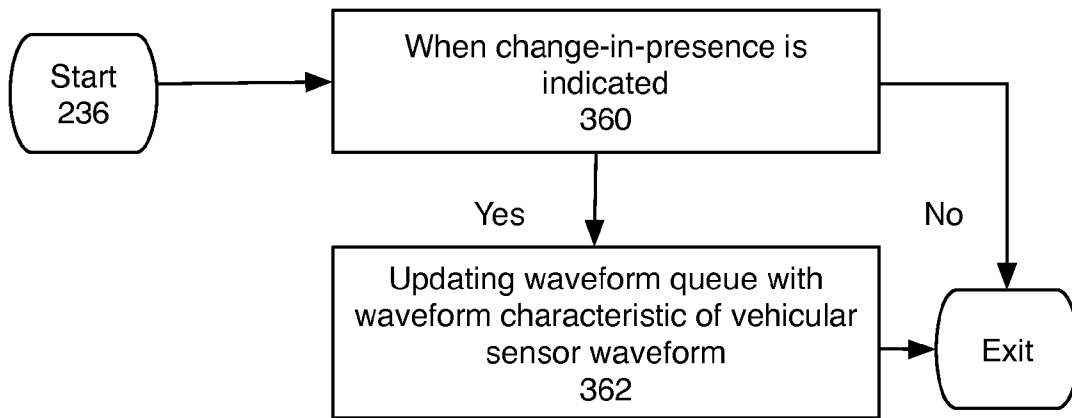 Start
236
When change-in-presence is
indicated
360
Yes
No
Updating waveform queue with
waveform characteristic of vehicular
sensor waveform
362
Exit